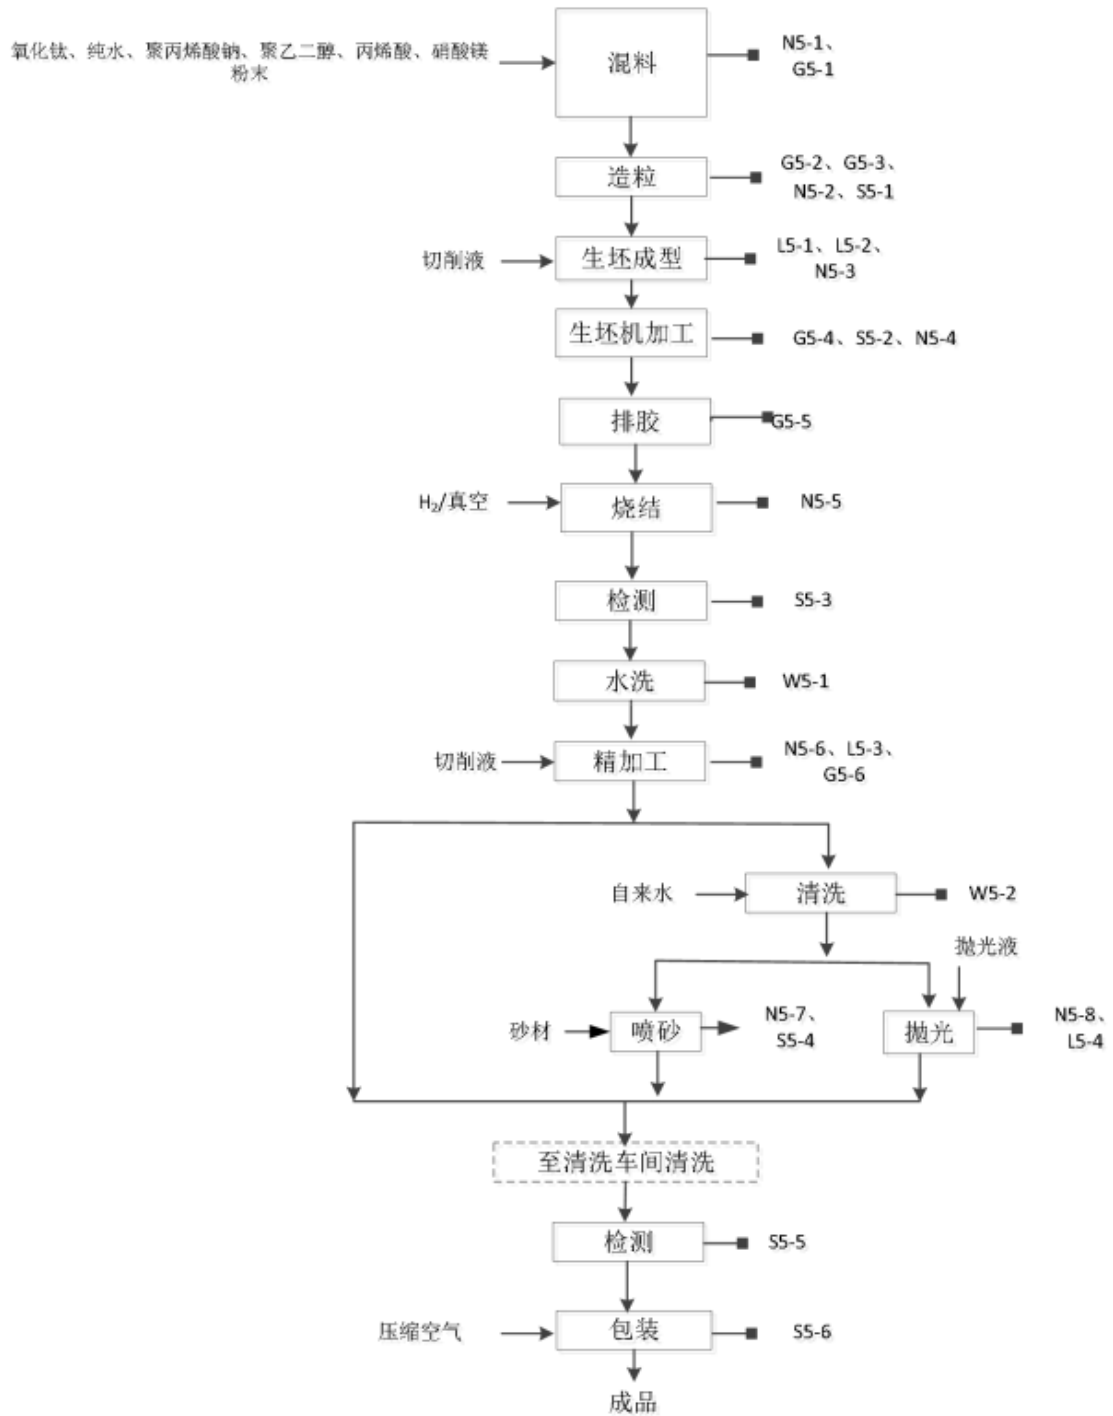 氧化钛、纯水、聚丙烯酸钠、聚乙二醇、丙烯酸、硝酸镁
粉末
混料
N5-1、
G5-1
造粒
G5-2、G5-3、
N5-2、S5-1
切削液
生坯成型
L5-1、L5-2、
N5-3
生坯机加工
G5-4、S5-2、N5-4
排胶
G5-5
H₂/真空
烧结
N5-5
检测
S5-3
水洗
W5-1
切削液
精加工
N5-6、L5-3、
G5-6
自来水
清洗
W5-2
抛光液
砂材
喷砂
N5-7、
S5-4
抛光
N5-8、
L5-4
至清洗车间清洗
检测
S5-5
压缩空气
包装
S5-6
成品